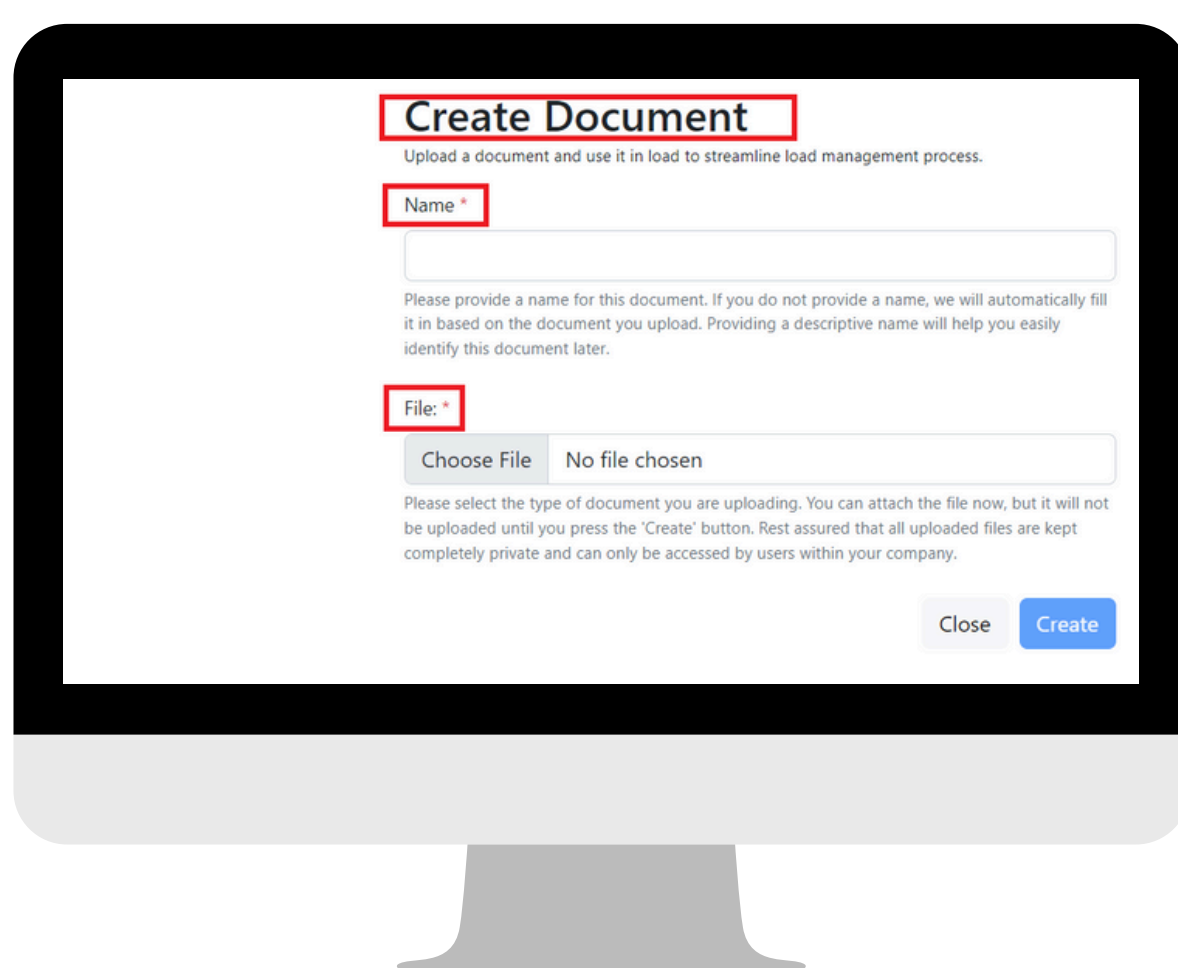 Create Document
Upload a document and use it in load to streamline load management process.
Name *
Please provide a name for this document. If you do not provide a name, we will automatically fill
it in based on the document you upload. Providing a descriptive name will help you easily
identify this document later.
File: *
Choose File No file chosen
Please select the type of document you are uploading. You can attach the file now, but it will not
be uploaded until you press the 'Create' button. Rest assured that all uploaded files are kept
completely private and can only be accessed by users within your company.
Close Create